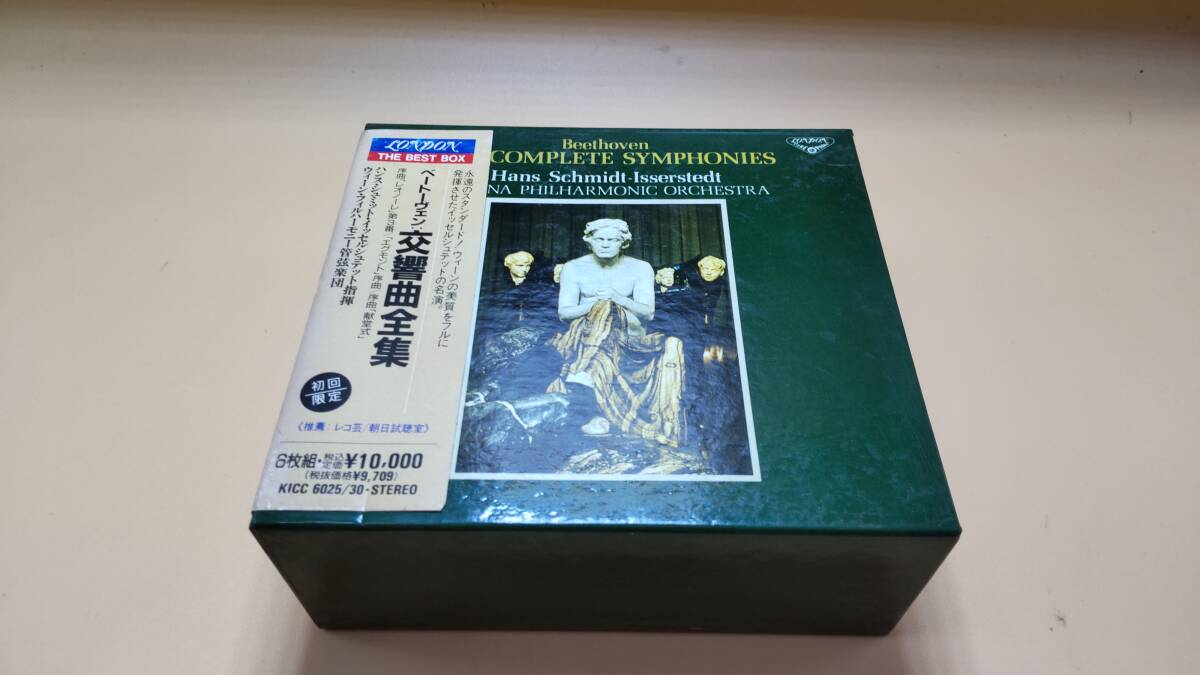 LONDON
THE BEST BOX
永遠のスタンダード!ウィーンの美質をフルに
発揮させたイッセルシュテットの名演。
ベートーヴェン:交響曲全集
序曲「レオノーレ」第3番、「エグモント」序曲、序曲「献堂式」
ハンス・シュミット・イッセルシュテット指揮
ウィーン・フィルハーモニー管弦楽団
初回
限定
《推薦:レコ芸/朝日試聴室》
6枚組・税込定価¥10,000
(税抜価格¥9,709)
KICC 6025/30-STEREO
Beethoven
COMPLETE SYMPHONIES
Hans Schmidt-Isserstedt
NA PHILHARMONIC ORCHESTRA
LONDON